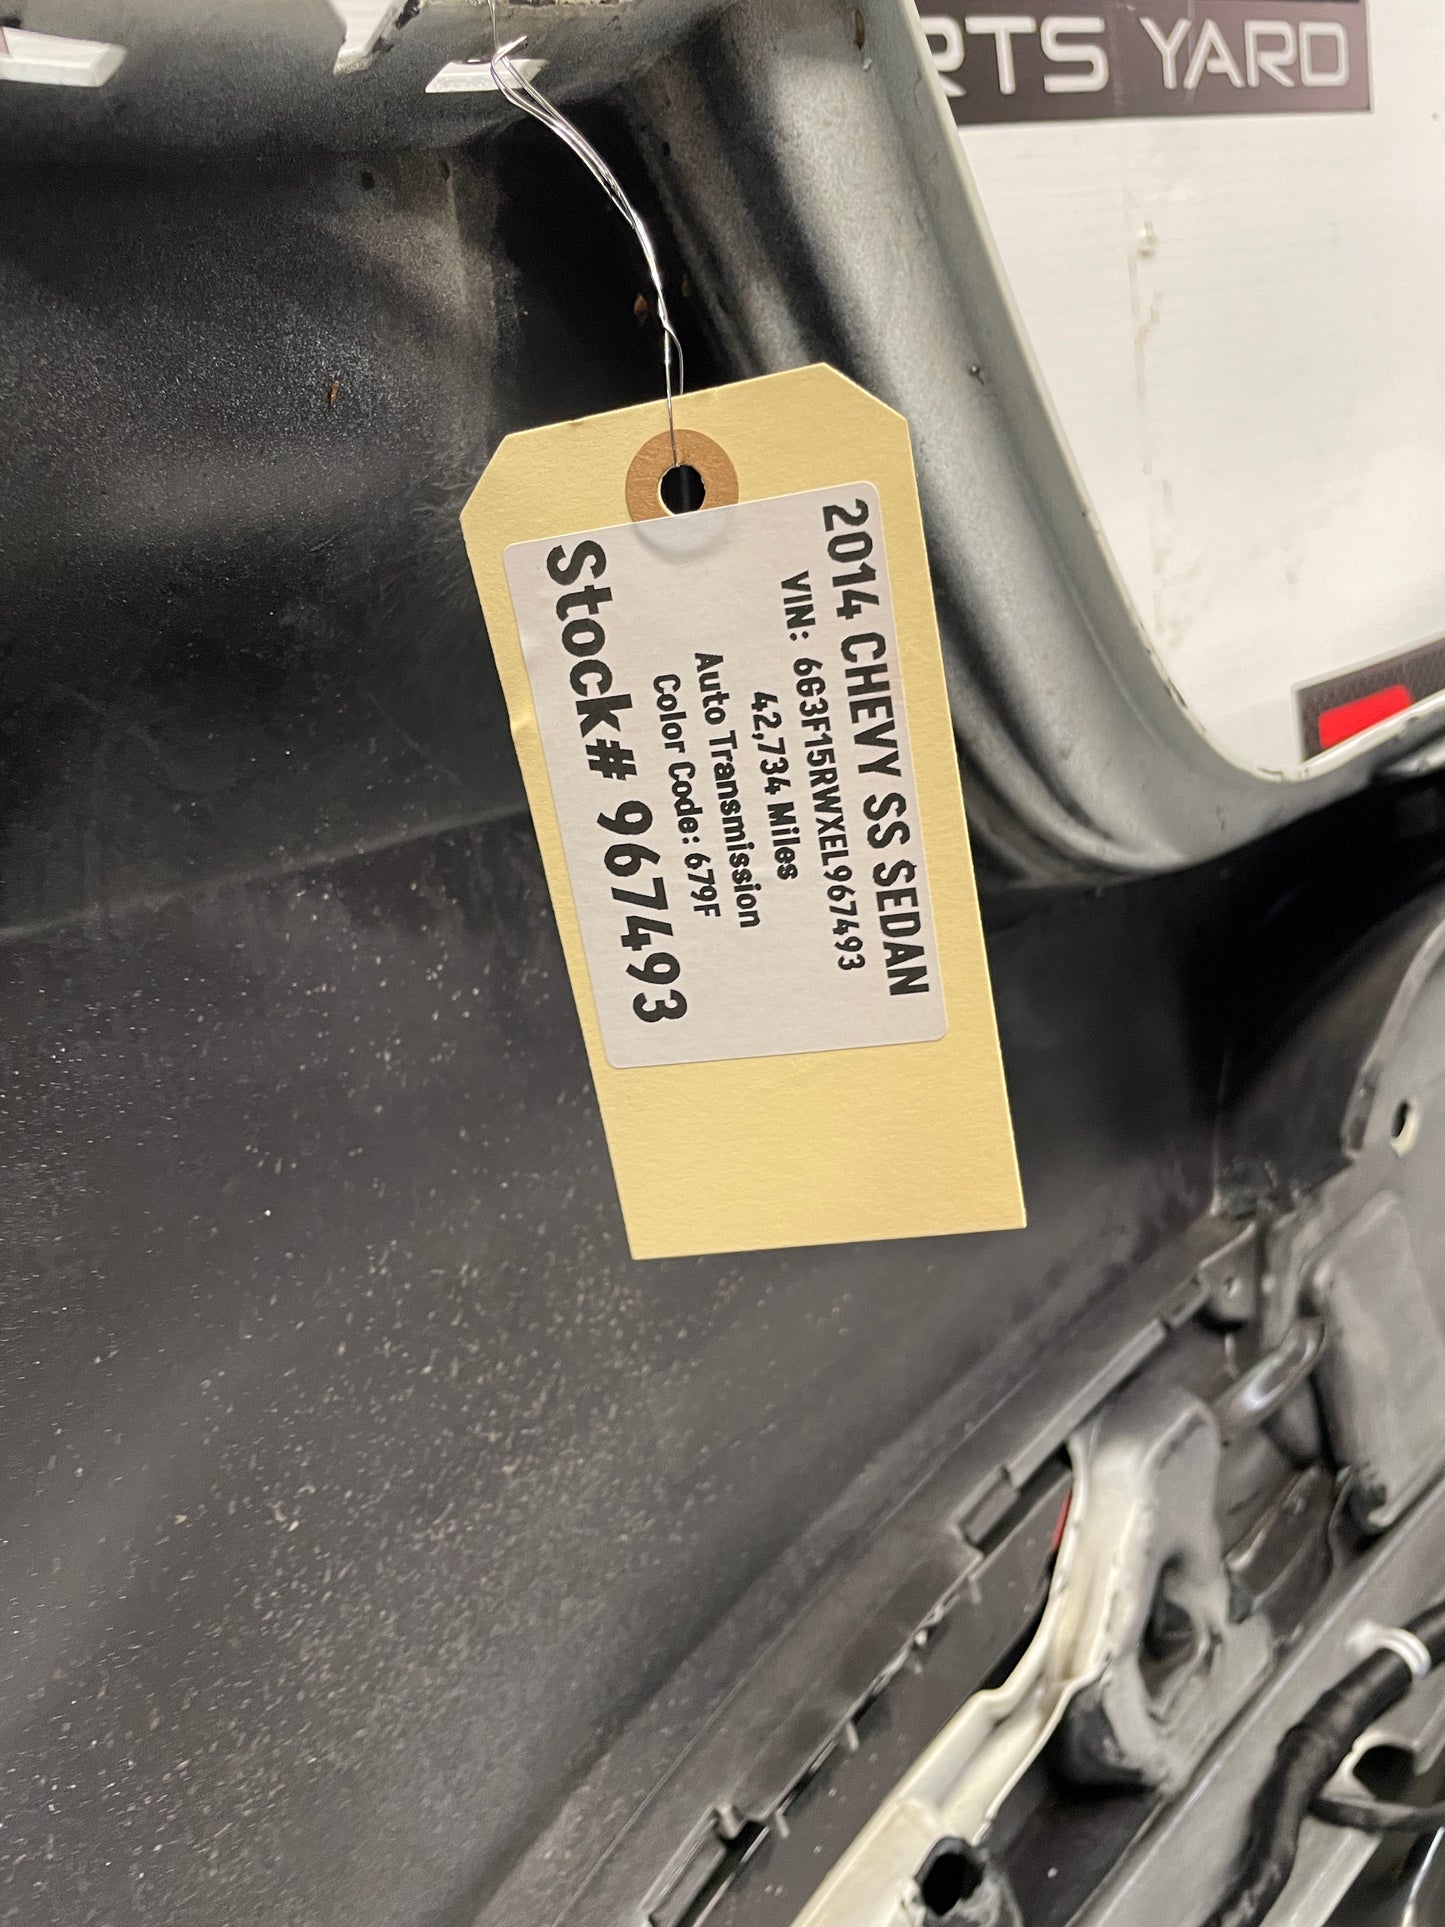 RTS YARD
2014 CHEVY SS SEDAN
VIN: 6G3F15RWXEL967493
42,734 Miles
Auto Transmission
Color Code: 679F
Stock# 967493